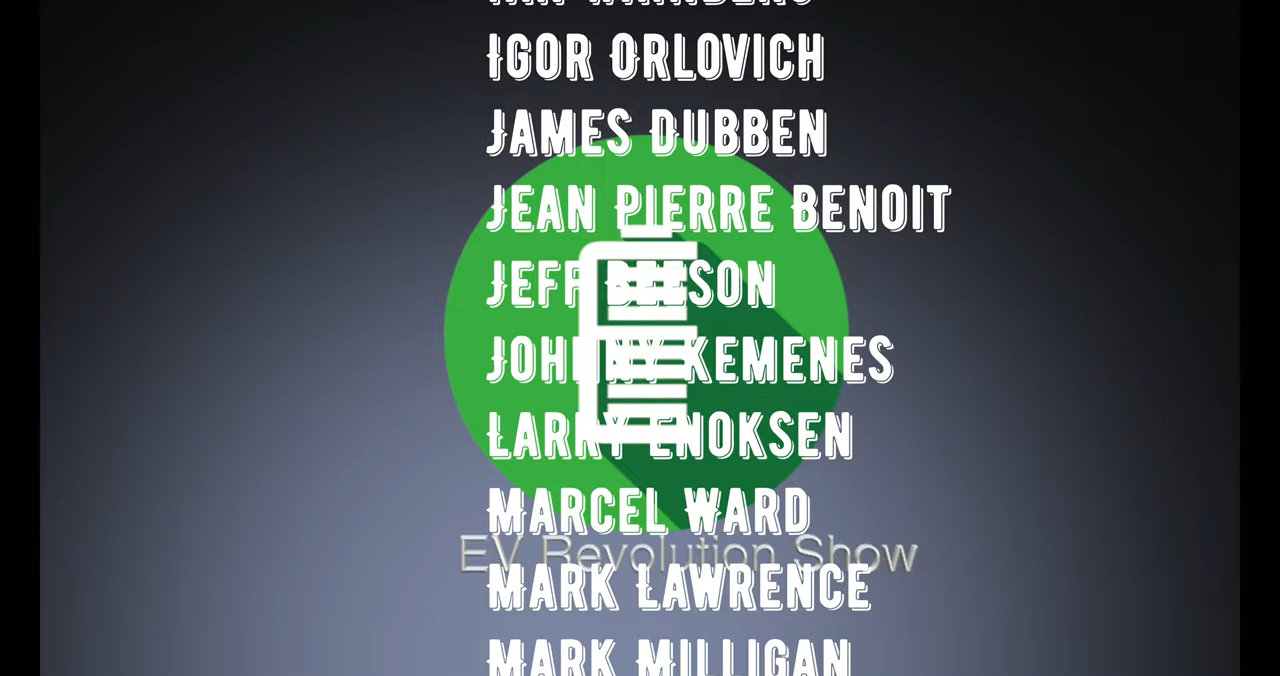 IGOR ORLOVICH
JAMES DUBBEN
JEAN PIERRE BENOIT
JEFF BEESON
JOHNNY KEMENES
LARRY ENOKSEN
MARCEL WARD
EV Revolution Show
MARK LAWRENCE
MARK MILLIGAN